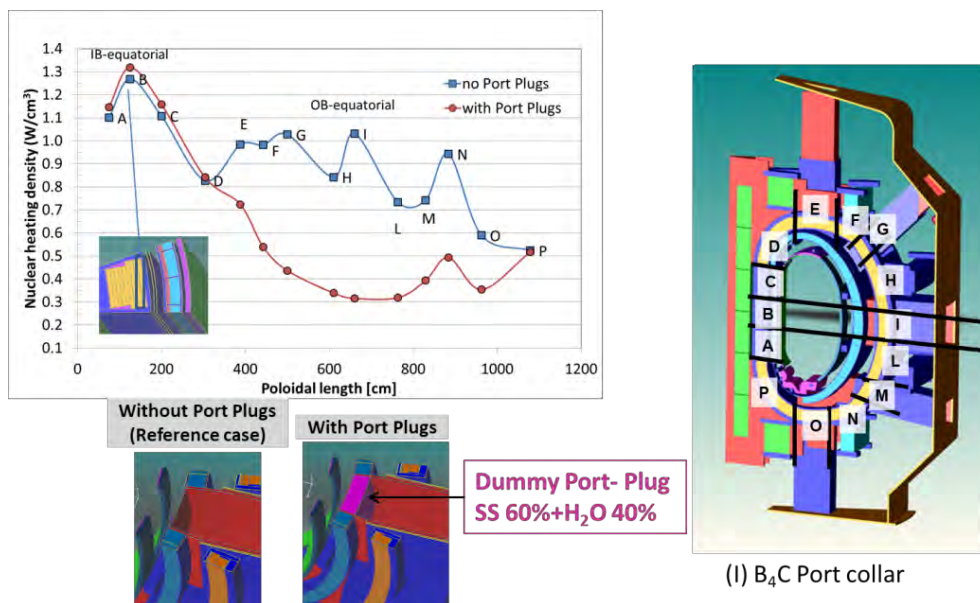 1.4
1.3
1.2
1.1
1.0
0.9
0.8
0.7
0.6
0.5
0.4
0.3
0.2
0.1
Nuclear heating density (W/cm³)
IB-equatorial
OB-equatorial
no Port Plugs
with Port Plugs
A
B
C
D
E
F
G
H
I
L
M
N
O
P
0
200
400
600
800
1000
1200
Poloidal length [cm]
Without Port Plugs
(Reference case)
With Port Plugs
Dummy Port- Plug
SS 60%+H₂O 40%
E
F
G
D
H
C
B
I
A
L
M
P
N
O
(I) B₄C Port collar